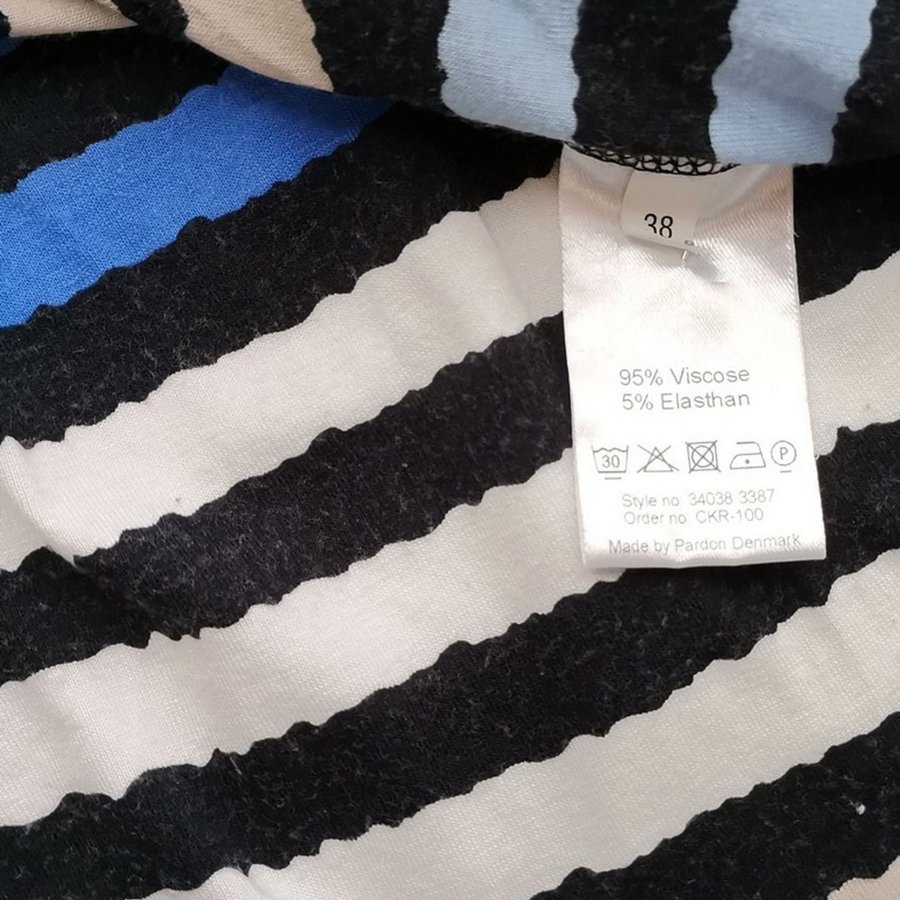 38
95% Viscose
5% Elasthan
30 P
Style no: 34038 3387
Order no: CKR-100
Made by Pardon Denmark